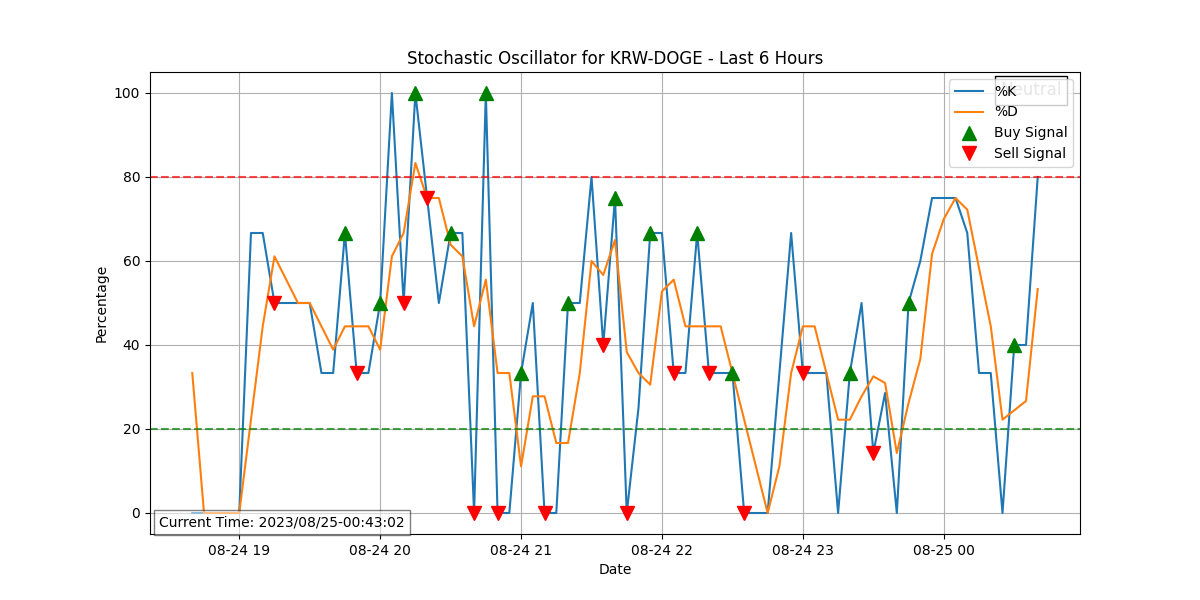 Stochastic Oscillator for KRW-DOGE - Last 6 Hours
Percentage
100
80
60
40
20
0
Neutral
%K
%D
Buy Signal
Sell Signal
Current Time: 2023/08/25-00:43:02
08-24 19
08-24 20
08-24 21
08-24 22
08-24 23
08-25 00
Date